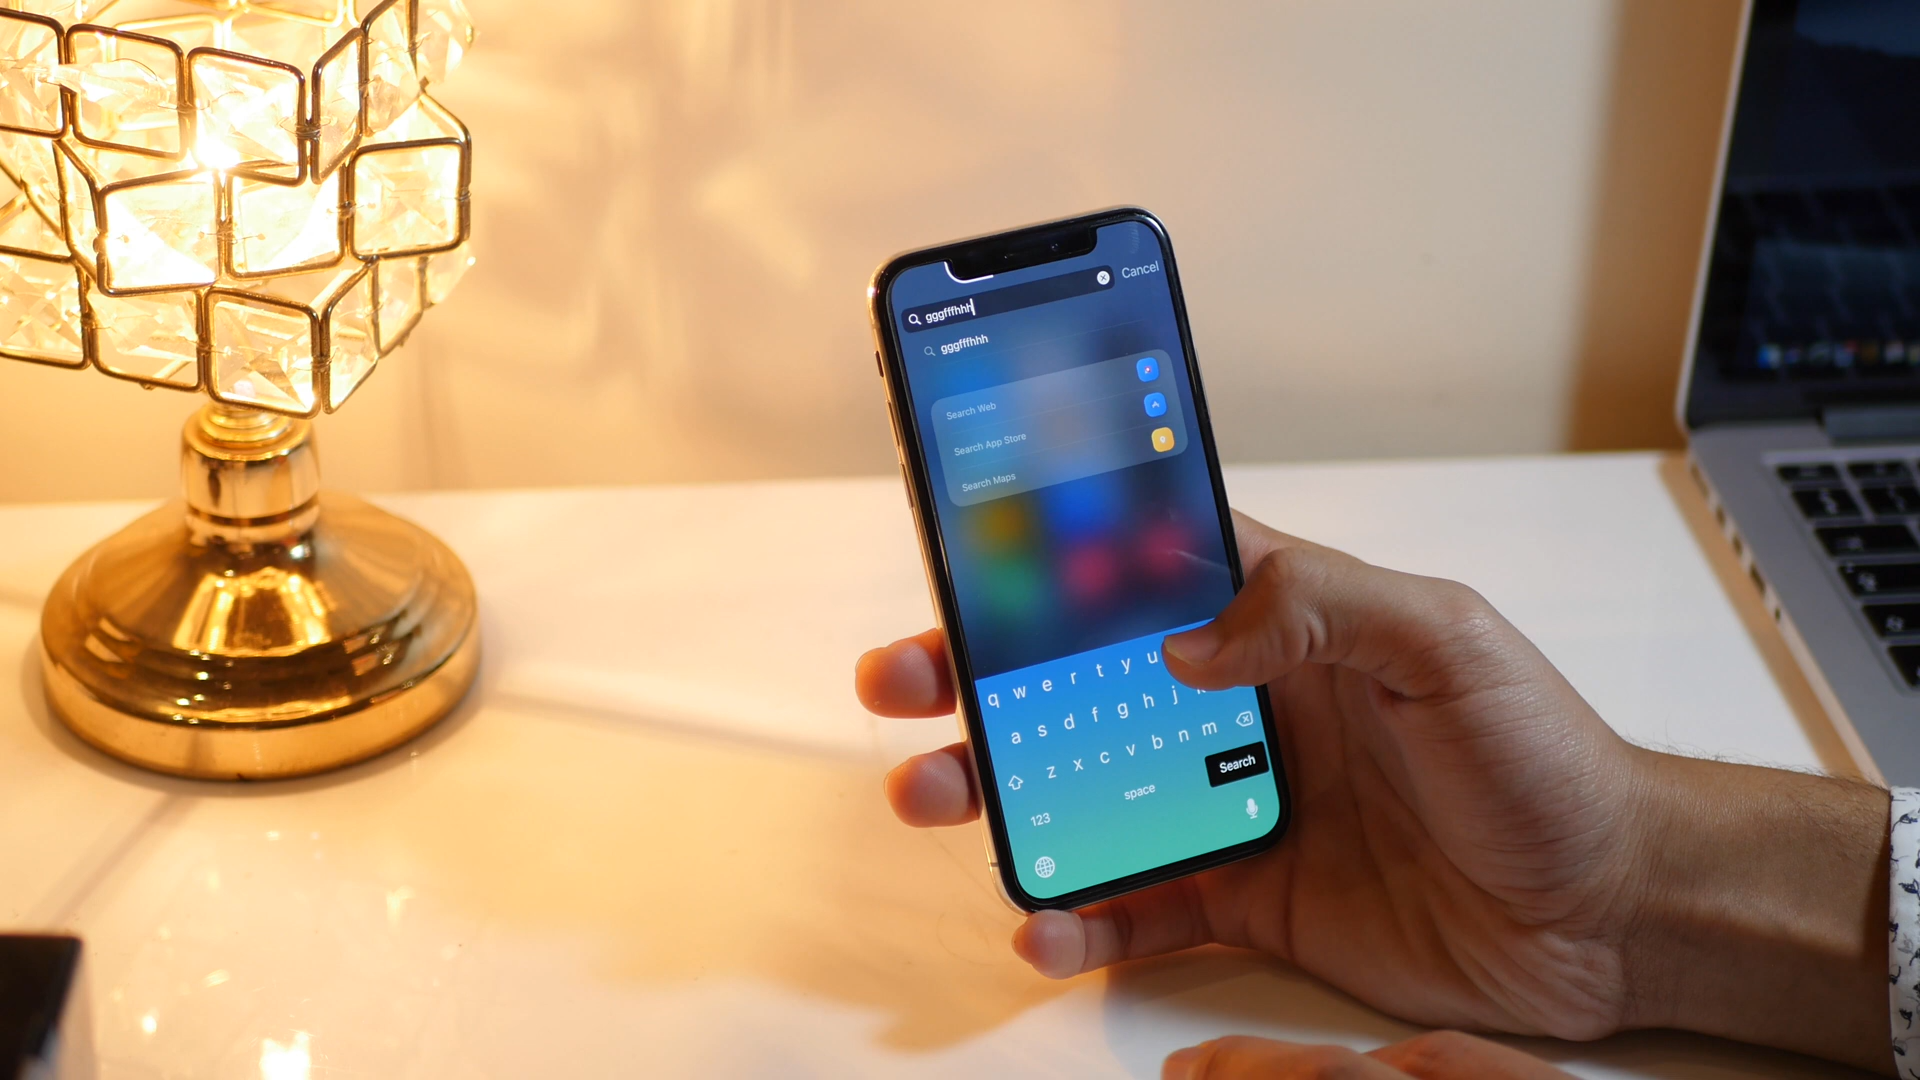 gggfffhhh
Cancel
gggfffhhh
Search Web
Search App Store
Search Maps
q w e r t y u
a s d f g h j
z x c v b n m
123
space
Search